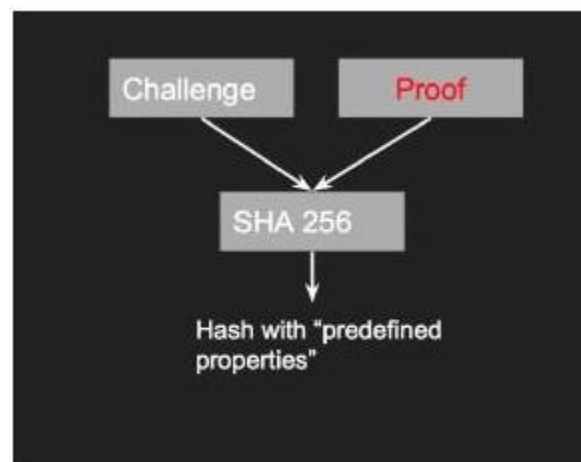 Challenge
Proof
SHA 256
Hash with “predefined
properties”